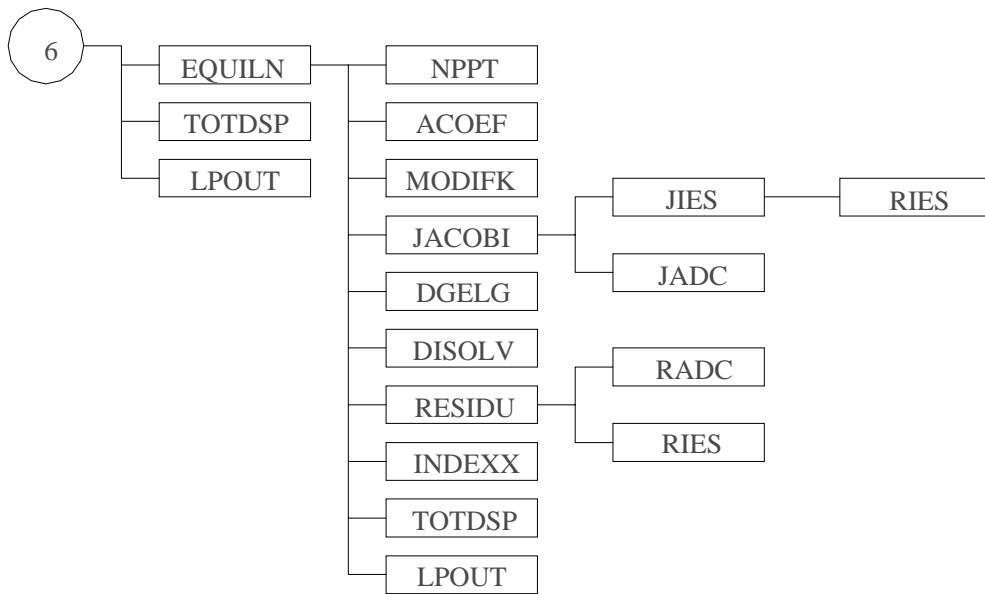 6
EQUILN
NPPT
TOTDSP
ACOEF
LPOUT
MODIFK
JACOBI
JIES
RIES
JADC
DGELG
DISOLV
RESIDU
RADC
RIES
INDEXX
TOTDSP
LPOUT